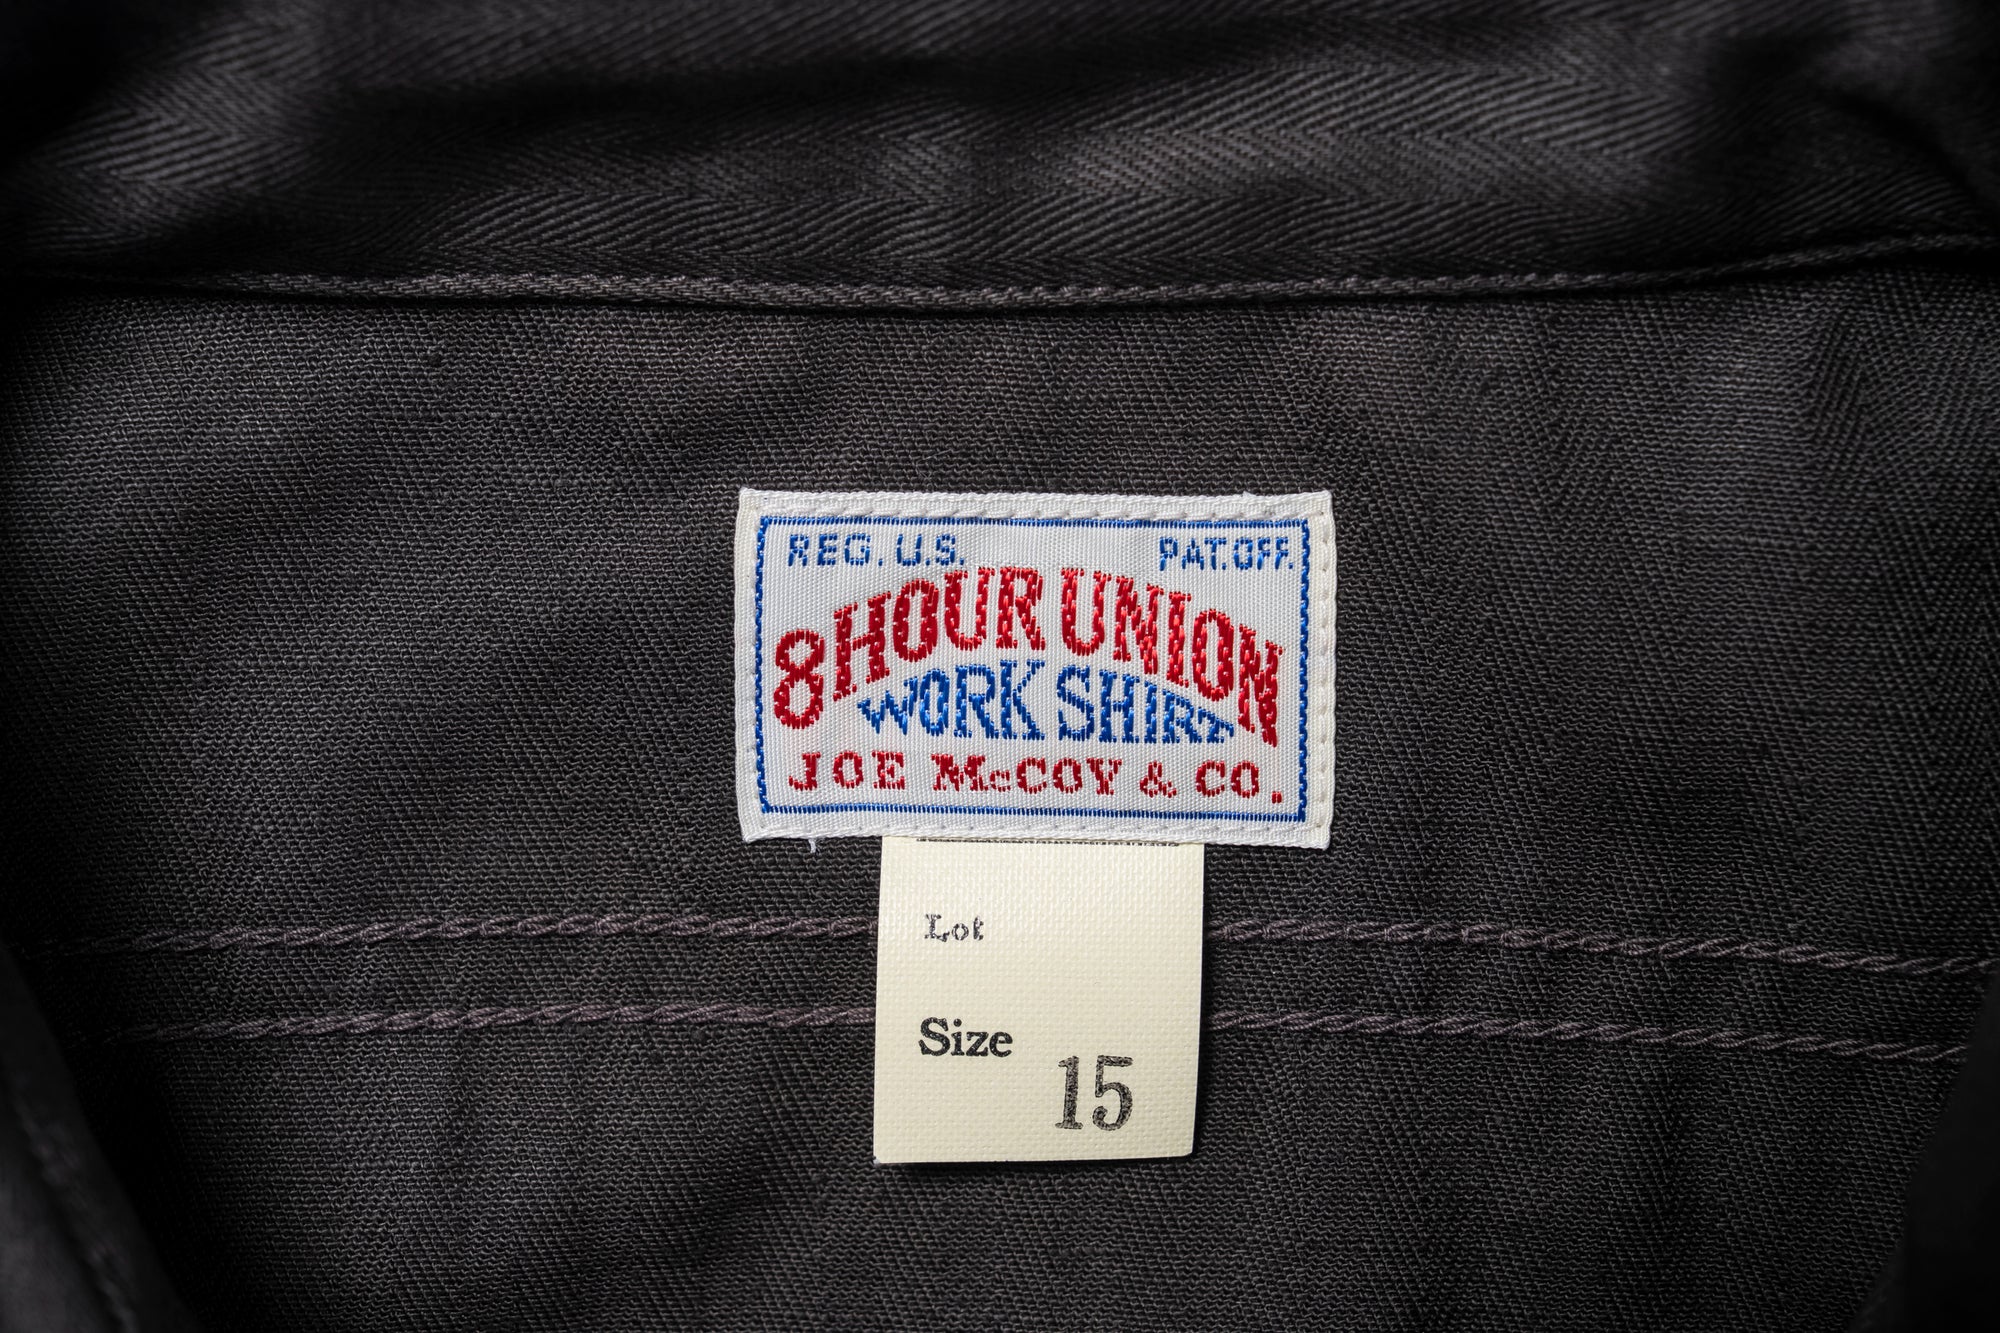 REG. U.S. PAT.OFF.
8 HOUR UNION
WORK SHIRT
JOE McCOY & CO.
Lot
Size 15